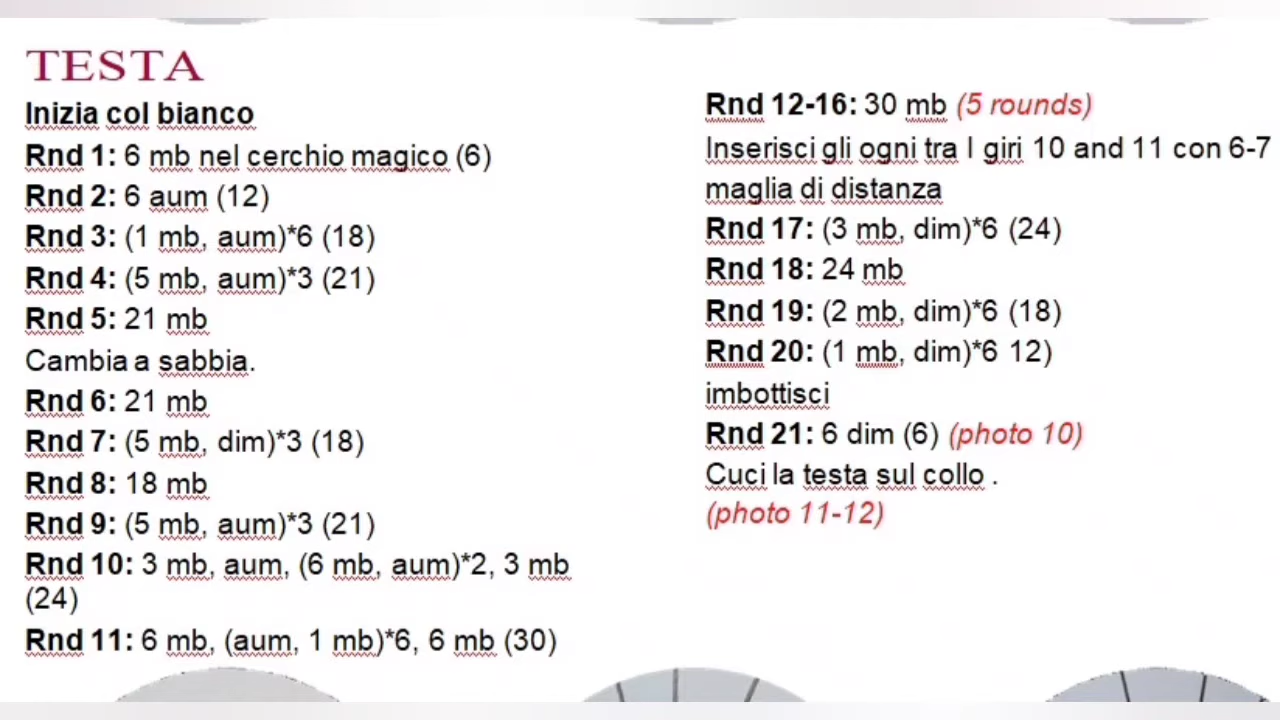 TESTA
Inizia col bianco
Rnd 1: 6 mb nel cerchio magico (6)
Rnd 2: 6 aum (12)
Rnd 3: (1 mb, aum)*6 (18)
Rnd 4: (5 mb, aum)*3 (21)
Rnd 5: 21 mb
Cambia a sabbia.
Rnd 6: 21 mb
Rnd 7: (5 mb, dim)*3 (18)
Rnd 8: 18 mb
Rnd 9: (5 mb, aum)*3 (21)
Rnd 10: 3 mb, aum, (6 mb, aum)*2, 3 mb
(24)
Rnd 11: 6 mb, (aum, 1 mb)*6, 6 mb (30)
Rnd 12-16: 30 mb (5 rounds)
Inserisci gli ogni tra I giri 10 and 11 con 6-7
maglia di distanza
Rnd 17: (3 mb, dim)*6 (24)
Rnd 18: 24 mb
Rnd 19: (2 mb, dim)*6 (18)
Rnd 20: (1 mb, dim)*6 12)
imbottisci
Rnd 21: 6 dim (6) (photo 10)
Cuci la testa sul collo .
(photo 11-12)